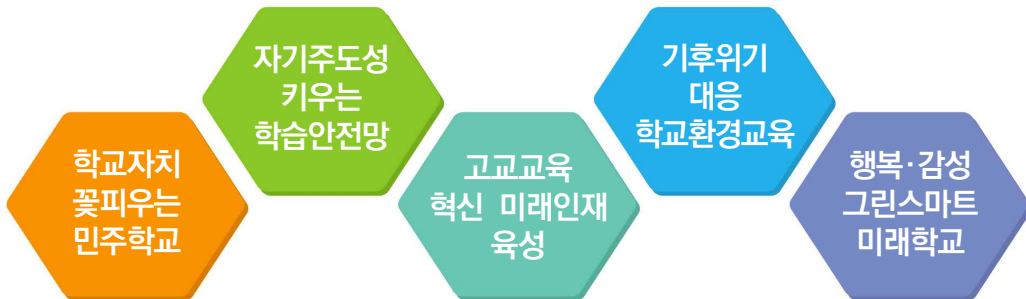 학교자치
꽃피우는
민주학교
자기주도성
키우는
학습안전망
고교교육
혁신 미래인재
육성
기후위기
대응
학교환경교육
행복·감성
그린스마트
미래학교